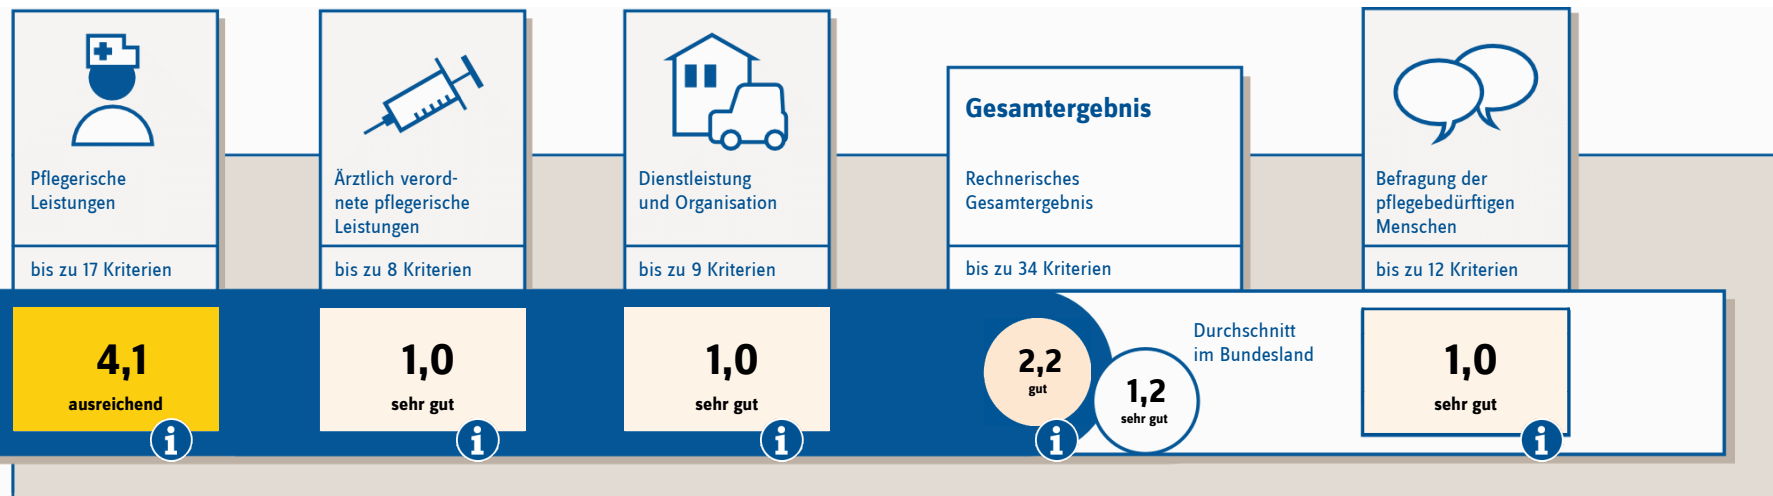 Pflegerische
Leistungen
bis zu 17 Kriterien
4,1
ausreichend
i
Ärztlich verord-
nete pflegerische
Leistungen
bis zu 8 Kriterien
1,0
sehr gut
i
Dienstleistung
und Organisation
bis zu 9 Kriterien
1,0
sehr gut
i
Gesamtergebnis
Rechnerisches
Gesamtergebnis
bis zu 34 Kriterien
2,2
gut
i
1,2
sehr gut
Durchschnitt
im Bundesland
Befragung der
pflegebedürftigen
Menschen
bis zu 12 Kriterien
1,0
sehr gut
i